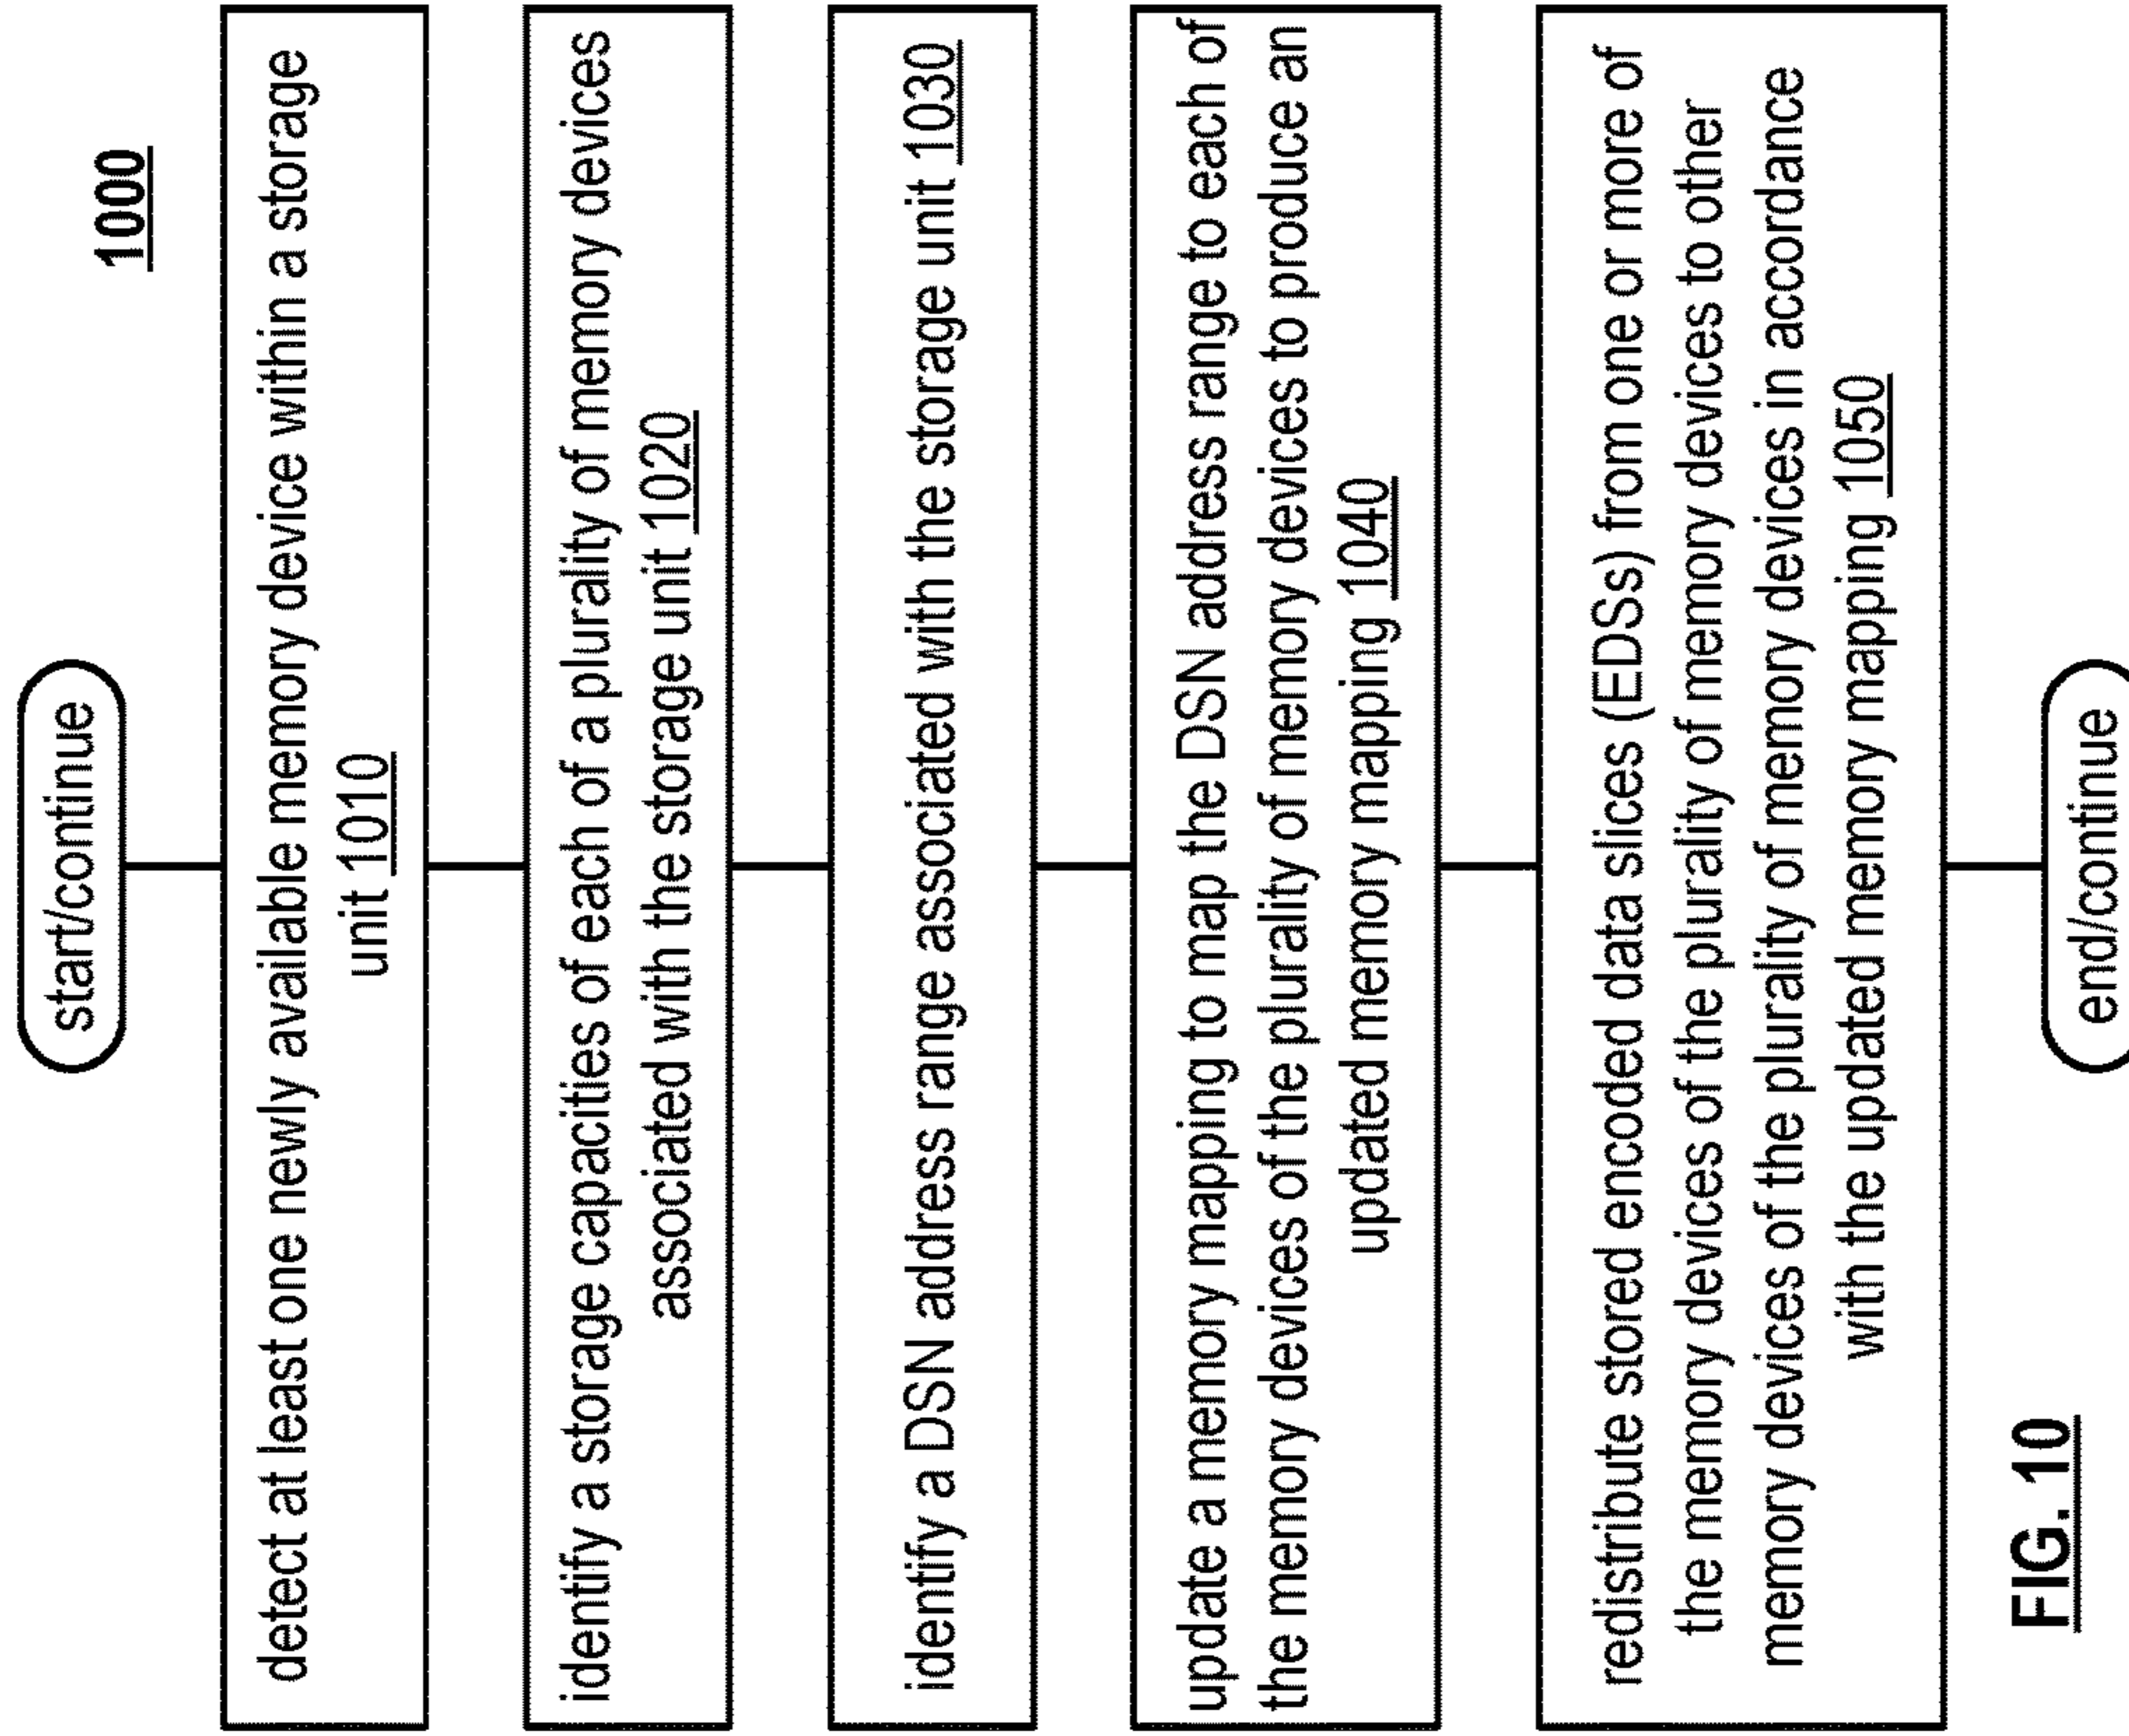 1000
start/continue
detect at least one newly available memory device within a storage
unit 1010
identify a storage capacities of each of a plurality of memory devices
associated with the storage unit 1020
identify a DSN address range associated with the storage unit 1030
update a memory mapping to map the DSN address range to each of
the memory devices of the plurality of memory devices to produce an
updated memory mapping 1040
redistribute stored encoded data slices (EDSs) from one or more of
the memory devices of the plurality of memory devices to other
memory devices of the plurality of memory devices in accordance
with the updated memory mapping 1050
end/continue
FIG. 10